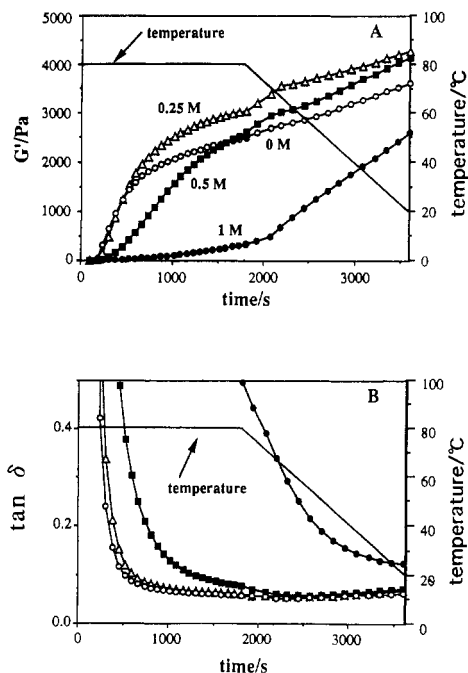 A
temperature
0.25 M
0 M
0.5 M
1 M
G'/Pa
5000
4000
3000
2000
1000
0
100
80
60
40
20
0
temperature/°C
0
1000
2000
3000
time/s
B
temperature
tan δ
0.4
0.2
0.0
100
80
60
40
20
0
temperature/°C
0
1000
2000
3000
time/s